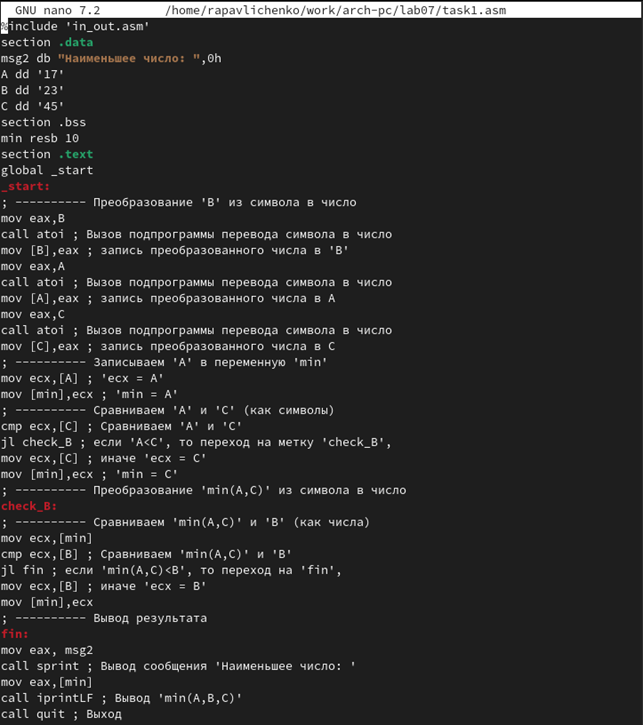 GNU nano 7.2 /home/rapavlichenko/work/arch-pc/lab07/task1.asm
%include 'in_out.asm'
section .data
msg2 db "Наименьшее число: ",0h
A dd '17'
B dd '23'
C dd '45'
section .bss
min resb 10
section .text
global _start
_start:
; ---------- Преобразование 'B' из символа в число
mov eax,B
call atoi ; Вызов подпрограммы перевода символа в число
mov [B],eax ; запись преобразованного числа в 'B'
mov eax,A
call atoi ; Вызов подпрограммы перевода символа в число
mov [A],eax ; запись преобразованного числа в A
mov eax,C
call atoi ; Вызов подпрограммы перевода символа в число
mov [C],eax ; запись преобразованного числа в C
; ---------- Записываем 'A' в переменную 'min'
mov ecx,[A] ; 'ecx = A'
mov [min],ecx ; 'min = A'
; ---------- Сравниваем 'A' и 'C' (как символы)
cmp ecx,[C] ; Сравниваем 'A' и 'C'
jl check_B ; если 'A<C', то переход на метку 'check_B',
mov ecx,[C] ; иначе 'ecx = C'
mov [min],ecx ; 'min = C'
; ---------- Преобразование 'min(A,C)' из символа в число
check_B:
; ---------- Сравниваем 'min(A,C)' и 'B' (как числа)
mov ecx,[min]
cmp ecx,[B] ; Сравниваем 'min(A,C)' и 'B'
jl fin ; если 'min(A,C)<B', то переход на 'fin',
mov ecx,[B] ; иначе 'ecx = B'
mov [min],ecx
; ---------- Вывод результата
fin:
mov eax, msg2
call sprint ; Вывод сообщения 'Наименьшее число: '
mov eax,[min]
call iprintLF ; Вывод 'min(A,B,C)'
call quit ; Выход